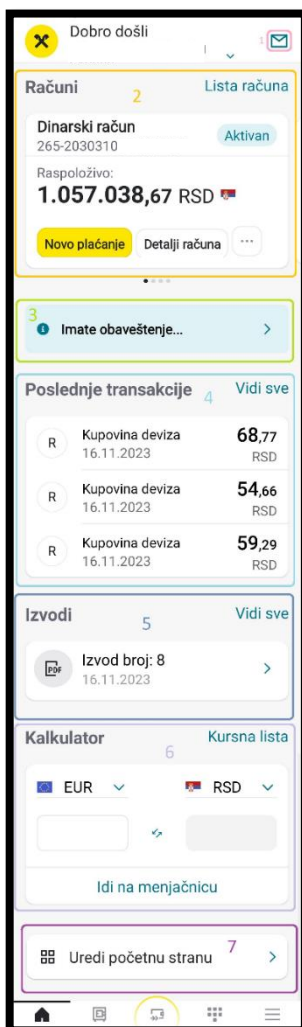 Dobro došli
1
Računi
2
Lista računa
Dinarski račun
265-2030310
Aktivan
Raspoloživo:
1.057.038,67 RSD
Novo plaćanje
Detalji računa
...
3
Imate obaveštenje...
Poslednje transakcije
4
Vidi sve
R
Kupovina deviza
68,77
16.11.2023
RSD
R
Kupovina deviza
54,66
16.11.2023
RSD
R
Kupovina deviza
59,29
16.11.2023
RSD
Izvodi
5
Vidi sve
PDF
Izvod broj: 8
16.11.2023
Kalkulator
6
Kursna lista
EUR
RSD
Idi na menjačnicu
Uredi početnu stranu
7